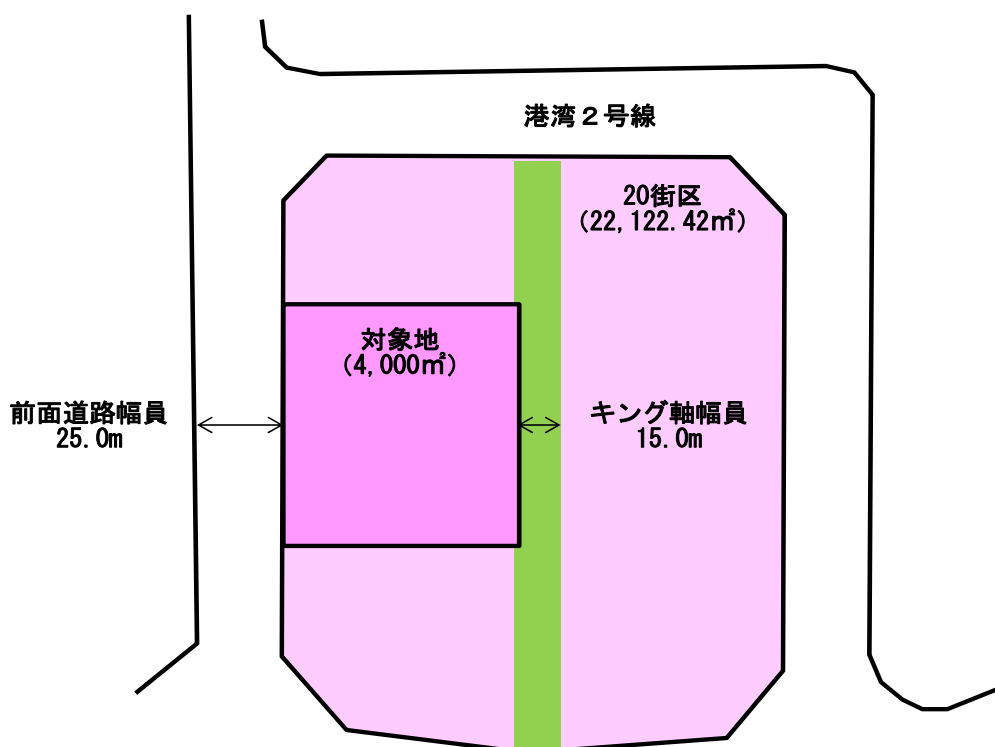 港湾２号線
20街区
(22,122.42㎡)
対象地
(4,000㎡)
前面道路幅員
25.0m
キング軸幅員
15.0m